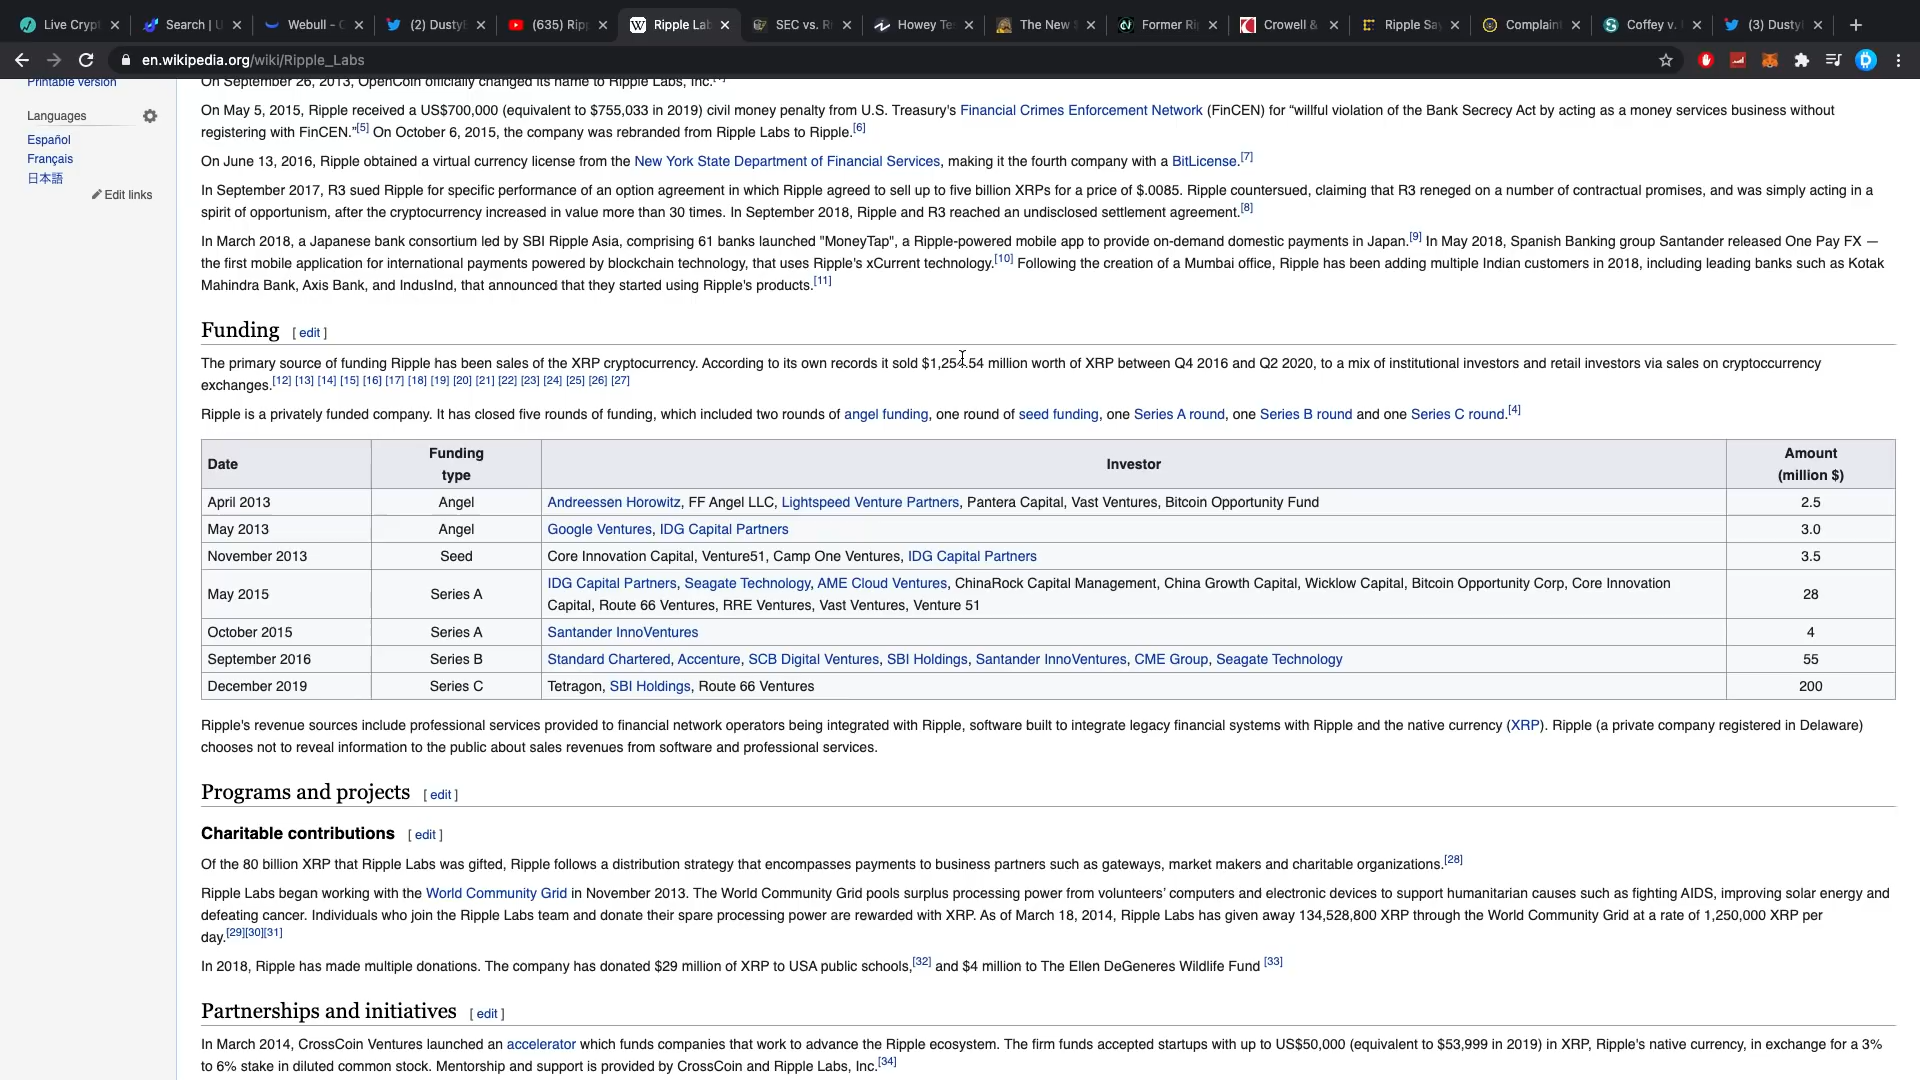 Live Crypt
Search | U
Webull - C
(2) DustyB
(635) Ripp
Ripple Lab
SEC vs. Ri
Howey Te
The New S
Former Ri
Crowell &
Ripple Say
Complaint
Coffey v.
(3) DustyI
en.wikipedia.org/wiki/Ripple_Labs
Printable version
Languages
Español
Français
日本語
Edit links
On September 26, 2013, OpenCoin officially changed its name to Ripple Labs, Inc.
On May 5, 2015, Ripple received a US$700,000 (equivalent to $755,033 in 2019) civil money penalty from U.S. Treasury's Financial Crimes Enforcement Network (FinCEN) for “willful violation of the Bank Secrecy Act by acting as a money services business without
registering with FinCEN.”[5] On October 6, 2015, the company was rebranded from Ripple Labs to Ripple.[6]
On June 13, 2016, Ripple obtained a virtual currency license from the New York State Department of Financial Services, making it the fourth company with a BitLicense.[7]
In September 2017, R3 sued Ripple for specific performance of an option agreement in which Ripple agreed to sell up to five billion XRPs for a price of $.0085. Ripple countersued, claiming that R3 reneged on a number of contractual promises, and was simply acting in a
spirit of opportunism, after the cryptocurrency increased in value more than 30 times. In September 2018, Ripple and R3 reached an undisclosed settlement agreement.[8]
In March 2018, a Japanese bank consortium led by SBI Ripple Asia, comprising 61 banks launched "MoneyTap", a Ripple-powered mobile app to provide on-demand domestic payments in Japan.[9] In May 2018, Spanish Banking group Santander released One Pay FX —
the first mobile application for international payments powered by blockchain technology, that uses Ripple's xCurrent technology.[10] Following the creation of a Mumbai office, Ripple has been adding multiple Indian customers in 2018, including leading banks such as Kotak
Mahindra Bank, Axis Bank, and IndusInd, that announced that they started using Ripple's products.[11]
Funding [ edit ]
The primary source of funding Ripple has been sales of the XRP cryptocurrency. According to its own records it sold $1,254.54 million worth of XRP between Q4 2016 and Q2 2020, to a mix of institutional investors and retail investors via sales on cryptoccurrency
exchanges.[12] [13] [14] [15] [16] [17] [18] [19] [20] [21] [22] [23] [24] [25] [26] [27]
Ripple is a privately funded company. It has closed five rounds of funding, which included two rounds of angel funding, one round of seed funding, one Series A round, one Series B round and one Series C round.[4]
Date Funding type Investor Amount (million $)
April 2013 Angel Andreessen Horowitz, FF Angel LLC, Lightspeed Venture Partners, Pantera Capital, Vast Ventures, Bitcoin Opportunity Fund 2.5
May 2013 Angel Google Ventures, IDG Capital Partners 3.0
November 2013 Seed Core Innovation Capital, Venture51, Camp One Ventures, IDG Capital Partners 3.5
May 2015 Series A IDG Capital Partners, Seagate Technology, AME Cloud Ventures, ChinaRock Capital Management, China Growth Capital, Wicklow Capital, Bitcoin Opportunity Corp, Core Innovation
Capital, Route 66 Ventures, RRE Ventures, Vast Ventures, Venture 51 28
October 2015 Series A Santander InnoVentures 4
September 2016 Series B Standard Chartered, Accenture, SCB Digital Ventures, SBI Holdings, Santander InnoVentures, CME Group, Seagate Technology 55
December 2019 Series C Tetragon, SBI Holdings, Route 66 Ventures 200
Ripple's revenue sources include professional services provided to financial network operators being integrated with Ripple, software built to integrate legacy financial systems with Ripple and the native currency (XRP). Ripple (a private company registered in Delaware)
chooses not to reveal information to the public about sales revenues from software and professional services.
Programs and projects [ edit ]
Charitable contributions [ edit ]
Of the 80 billion XRP that Ripple Labs was gifted, Ripple follows a distribution strategy that encompasses payments to business partners such as gateways, market makers and charitable organizations.[28]
Ripple Labs began working with the World Community Grid in November 2013. The World Community Grid pools surplus processing power from volunteers’ computers and electronic devices to support humanitarian causes such as fighting AIDS, improving solar energy and
defeating cancer. Individuals who join the Ripple Labs team and donate their spare processing power are rewarded with XRP. As of March 18, 2014, Ripple Labs has given away 134,528,800 XRP through the World Community Grid at a rate of 1,250,000 XRP per
day.[29][30][31]
In 2018, Ripple has made multiple donations. The company has donated $29 million of XRP to USA public schools,[32] and $4 million to The Ellen DeGeneres Wildlife Fund [33]
Partnerships and initiatives [ edit ]
In March 2014, CrossCoin Ventures launched an accelerator which funds companies that work to advance the Ripple ecosystem. The firm funds accepted startups with up to US$50,000 (equivalent to $53,999 in 2019) in XRP, Ripple's native currency, in exchange for a 3%
to 6% stake in diluted common stock. Mentorship and support is provided by CrossCoin and Ripple Labs, Inc.[34]